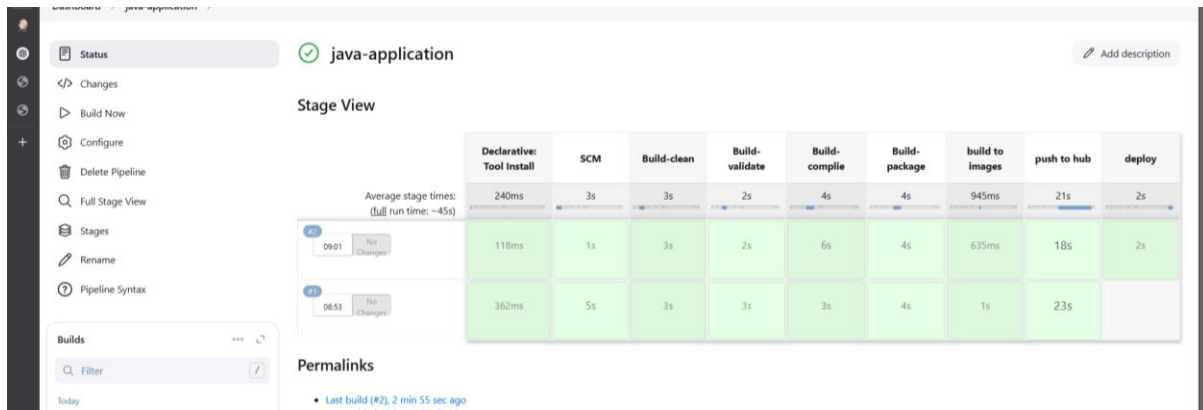 Dashboard > java-application >
Status
Changes
Build Now
Configure
Delete Pipeline
Full Stage View
Stages
Rename
Pipeline Syntax
Builds
Filter
/
Today
java-application
Add description
Stage View
Declarative: Tool Install
SCM
Build-clean
Build-validate
Build-complie
Build-package
build to images
push to hub
deploy
Average stage times:
(full run time: ~45s)
240ms 3s 3s 2s 4s 4s 945ms 21s 2s
#2
09:01
No Changes
118ms 1s 3s 2s 6s 4s 635ms 18s 2s
#1
08:53
No Changes
362ms 5s 3s 3s 3s 4s 1s 23s
Permalinks
Last build (#2), 2 min 55 sec ago